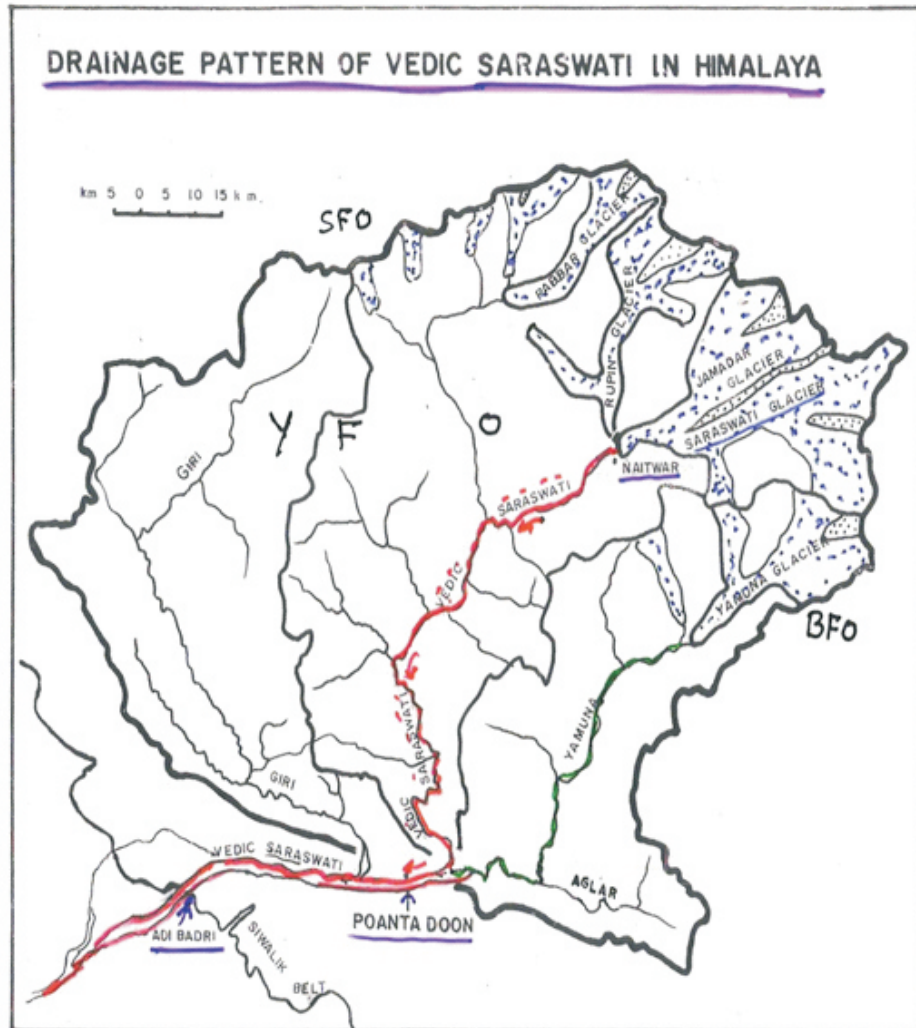 DRAINAGE PATTERN OF VEDIC SARASWATI IN HIMALAYA
km 5 0 5 10 15 km.
SFO
RABBAR GLACIER
RUPIN GLACIER
JAMADAR GLACIER
SARASWATI GLACIER
Y F O
GIRI
NAITWAR
SARASWATI
VEDIC
YAMUNA GLACIER
BFO
SARASWATI
VEDIC
YAMUNA
GIRI
VEDIC SARASWATI
AGLAR
ADI BADRI
POANTA DOON
SIWALIK
BELT